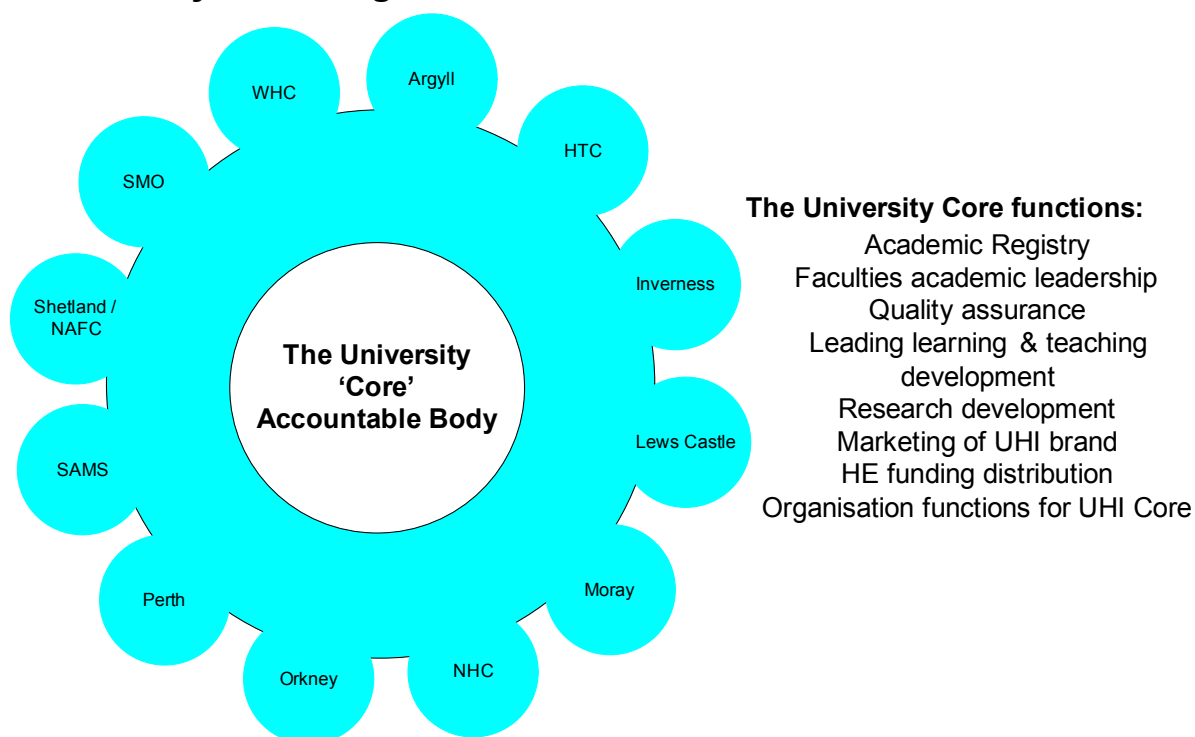 WHC
Argyll
HTC
SMO
Inverness
Shetland /
NAFC
The University
‘Core’
Accountable Body
Lews Castle
SAMS
Perth
Moray
Orkney
NHC
The University Core functions:
Academic Registry
Faculties academic leadership
Quality assurance
Leading learning & teaching
development
Research development
Marketing of UHI brand
HE funding distribution
Organisation functions for UHI Core